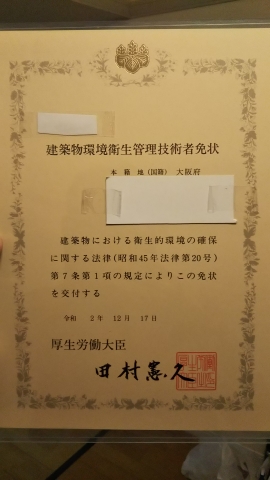 建築物環境衛生管理技術者免状
本籍地(国籍) 大阪府
建築物における衛生的環境の確保
に関する法律(昭和45年法律第20号)
第7条第1項の規定によりこの免状
を交付する
令和 2年 12月 17日
厚生労働大臣
田村憲久